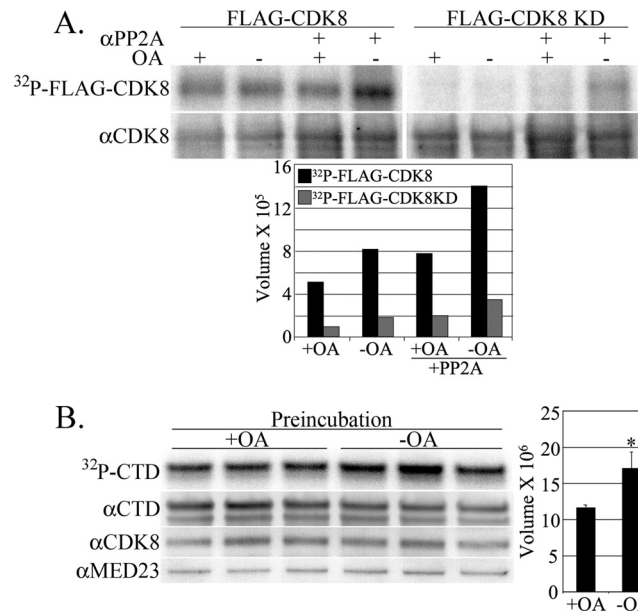 A.
FLAG-CDK8 FLAG-CDK8 KD
αPP2A + + + +
OA + - + - + - + -
³²P-FLAG-CDK8
αCDK8
16
12
8
4
0
Volume X 10⁵
³²P-FLAG-CDK8
³²P-FLAG-CDK8KD
+OA -OA +OA -OA
+PP2A
B.
Preincubation
+OA -OA
³²P-CTD
αCTD
αCDK8
αMED23
25
20
15
10
5
0
Volume X 10⁶
*
+OA -OA